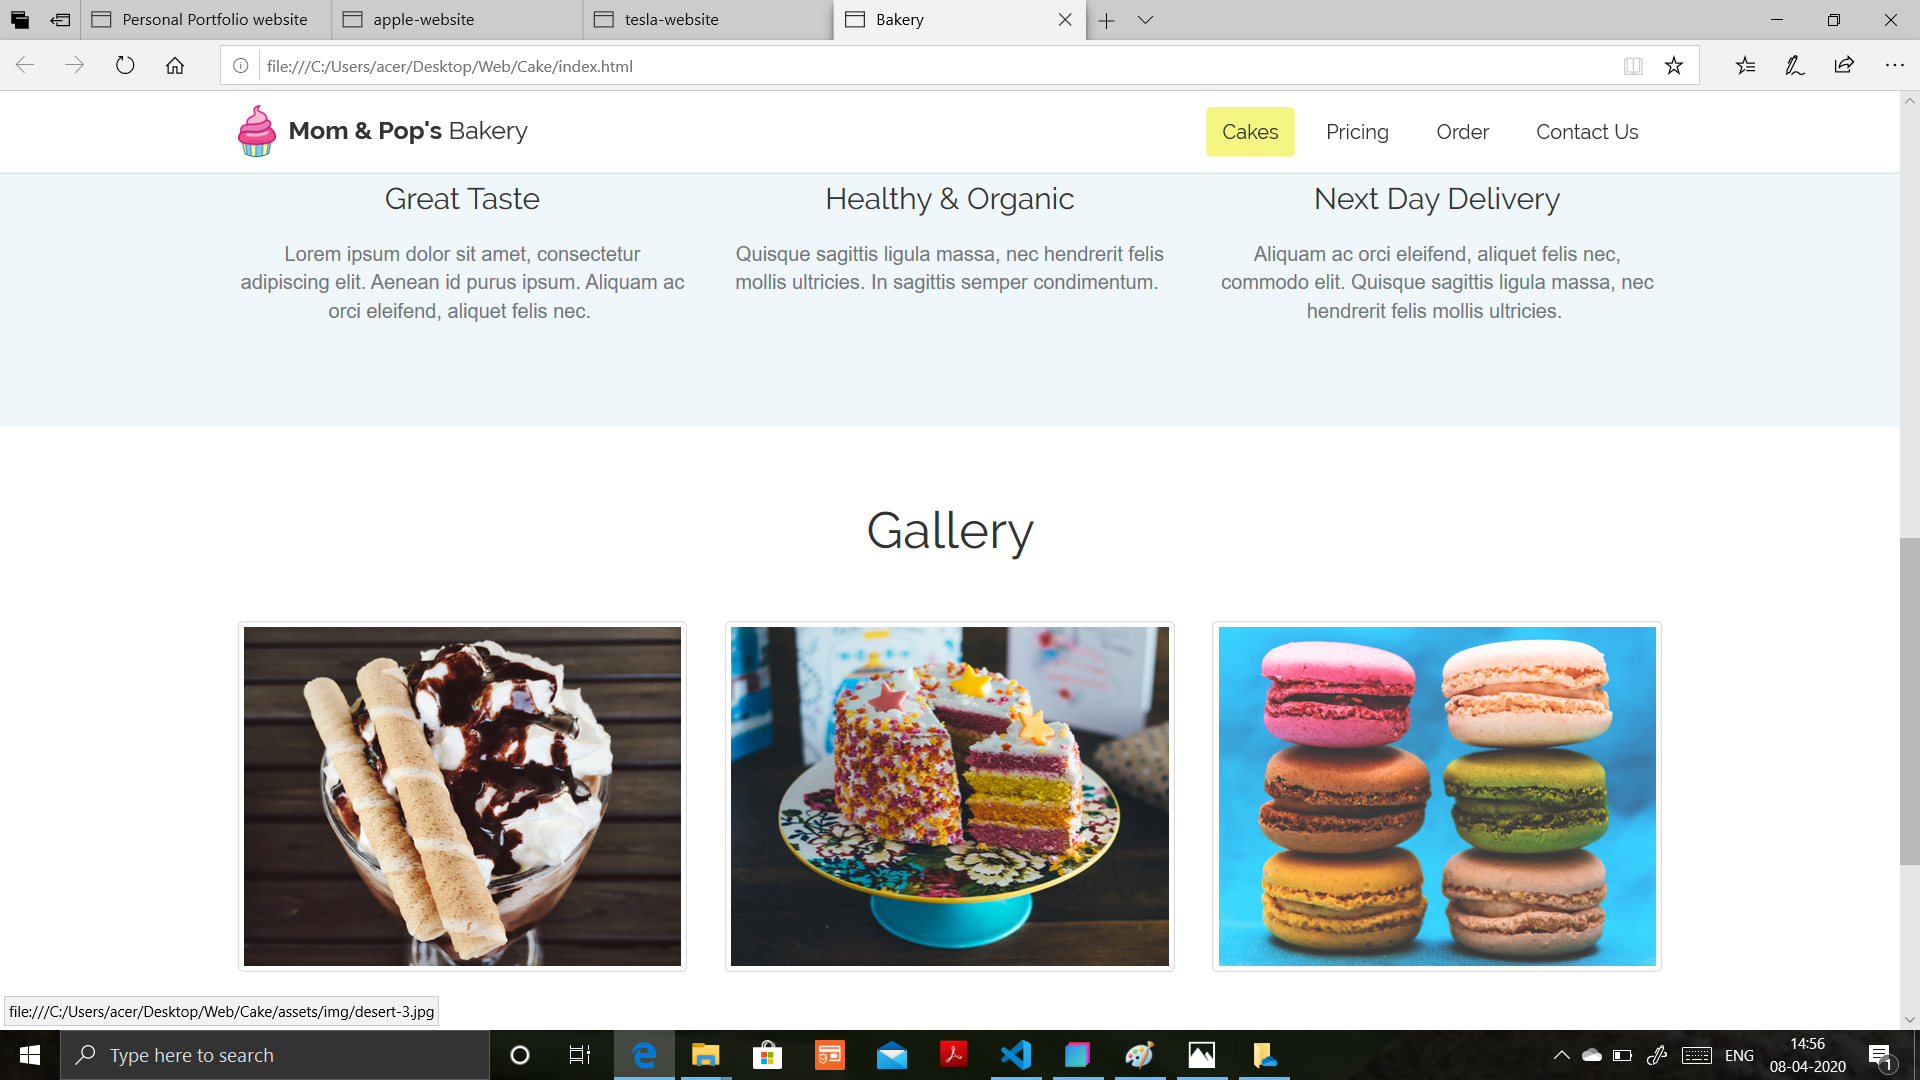 Personal Portfolio website
apple-website
tesla-website
Bakery
file:///C:/Users/acer/Desktop/Web/Cake/index.html
Mom & Pop's Bakery
Cakes
Pricing
Order
Contact Us
Great Taste
Lorem ipsum dolor sit amet, consectetur
adipiscing elit. Aenean id purus ipsum. Aliquam ac
orci eleifend, aliquet felis nec.
Healthy & Organic
Quisque sagittis ligula massa, nec hendrerit felis
mollis ultricies. In sagittis semper condimentum.
Next Day Delivery
Aliquam ac orci eleifend, aliquet felis nec,
commodo elit. Quisque sagittis ligula massa, nec
hendrerit felis mollis ultricies.
Gallery
file:///C:/Users/acer/Desktop/Web/Cake/assets/img/desert-3.jpg
Type here to search
ENG
14:56
08-04-2020
1